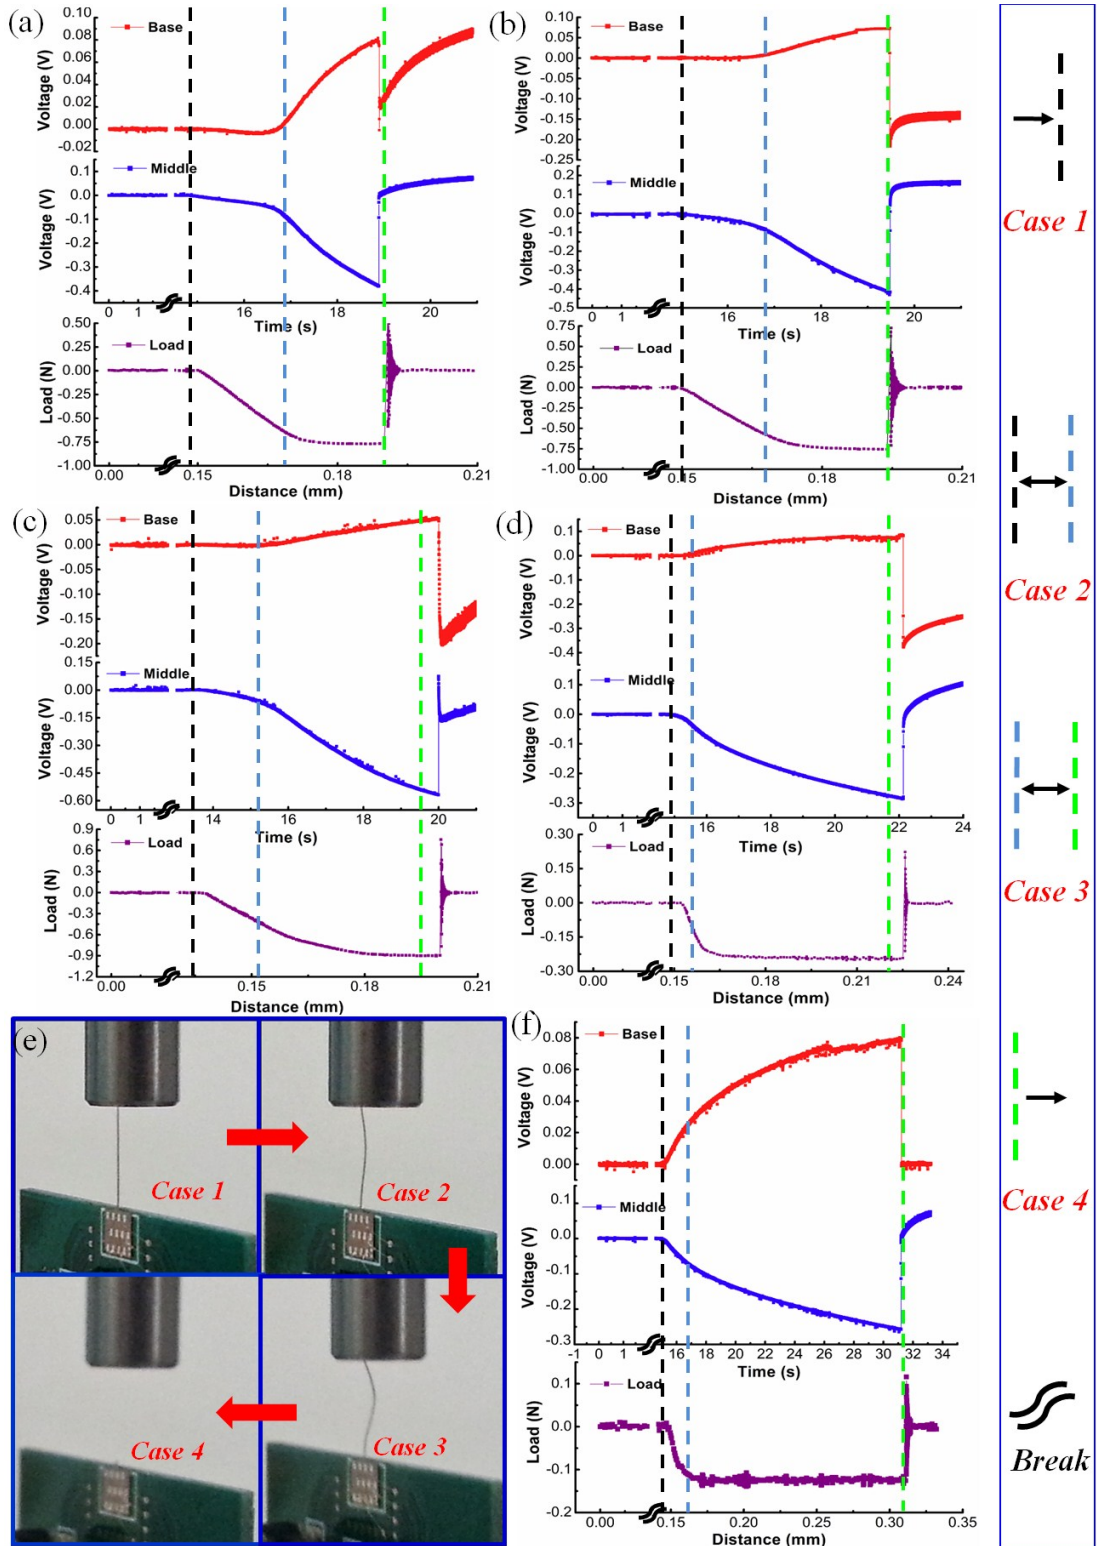 (a)
Base
Voltage (V)
0.10
0.08
0.06
0.04
0.02
0.00
-0.02
Middle
Voltage (V)
0.1
0.0
-0.1
-0.2
-0.3
-0.4
0 1 16 18 20
Time (s)
Load
Load (N)
0.50
0.25
0.00
-0.25
-0.50
-0.75
-1.00
0.00 0.15 0.18 0.21
Distance (mm)
(b)
Base
Voltage (V)
0.10
0.05
0.00
-0.05
-0.10
-0.15
-0.20
-0.25
Middle
Voltage (V)
0.2
0.1
0.0
-0.1
-0.2
-0.3
-0.4
-0.5
0 1 16 18 20
Time (s)
Load
Load (N)
0.75
0.50
0.25
0.00
-0.25
-0.50
-0.75
-1.00
0.00 0.15 0.18 0.21
Distance (mm)
(c)
Base
Voltage (V)
0.05
0.00
-0.05
-0.10
-0.15
-0.20
Middle
Voltage (V)
0.15
0.00
-0.15
-0.30
-0.45
-0.60
0 1 14 16 18 20
Time (s)
Load
Load (N)
0.9
0.6
0.3
0.0
-0.3
-0.6
-0.9
-1.2
0.00 0.15 0.18 0.21
Distance (mm)
(d)
Base
Voltage (V)
0.1
0.0
-0.1
-0.2
-0.3
-0.4
Middle
Voltage (V)
0.1
0.0
-0.1
-0.2
-0.3
0 1 16 18 20 22 24
Time (s)
Load
Load (N)
0.30
0.15
0.00
-0.15
-0.30
0.00 0.15 0.18 0.21 0.24
Distance (mm)
(e)
Case 1
Case 2
Case 4
Case 3
(f)
Base
Voltage (V)
0.08
0.06
0.04
0.02
0.00
Middle
Voltage (V)
0.1
0.0
-0.1
-0.2
-0.3
-1 0 1 16 18 20 22 24 26 28 30 32 34
Time (s)
Load
Load (N)
0.1
0.0
-0.1
-0.2
0.00 0.15 0.20 0.25 0.30 0.35
Distance (mm)
Case 1
Case 2
Case 3
Case 4
Break